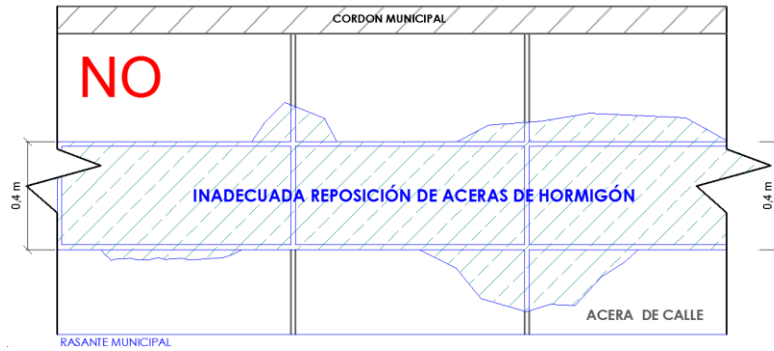 CORDON MUNICIPAL
NO
0,4 m
0,4 m
INADECUADA REPOSICIÓN DE ACERAS DE HORMIGÓN
ACERA DE CALLE
RASANTE MUNICIPAL